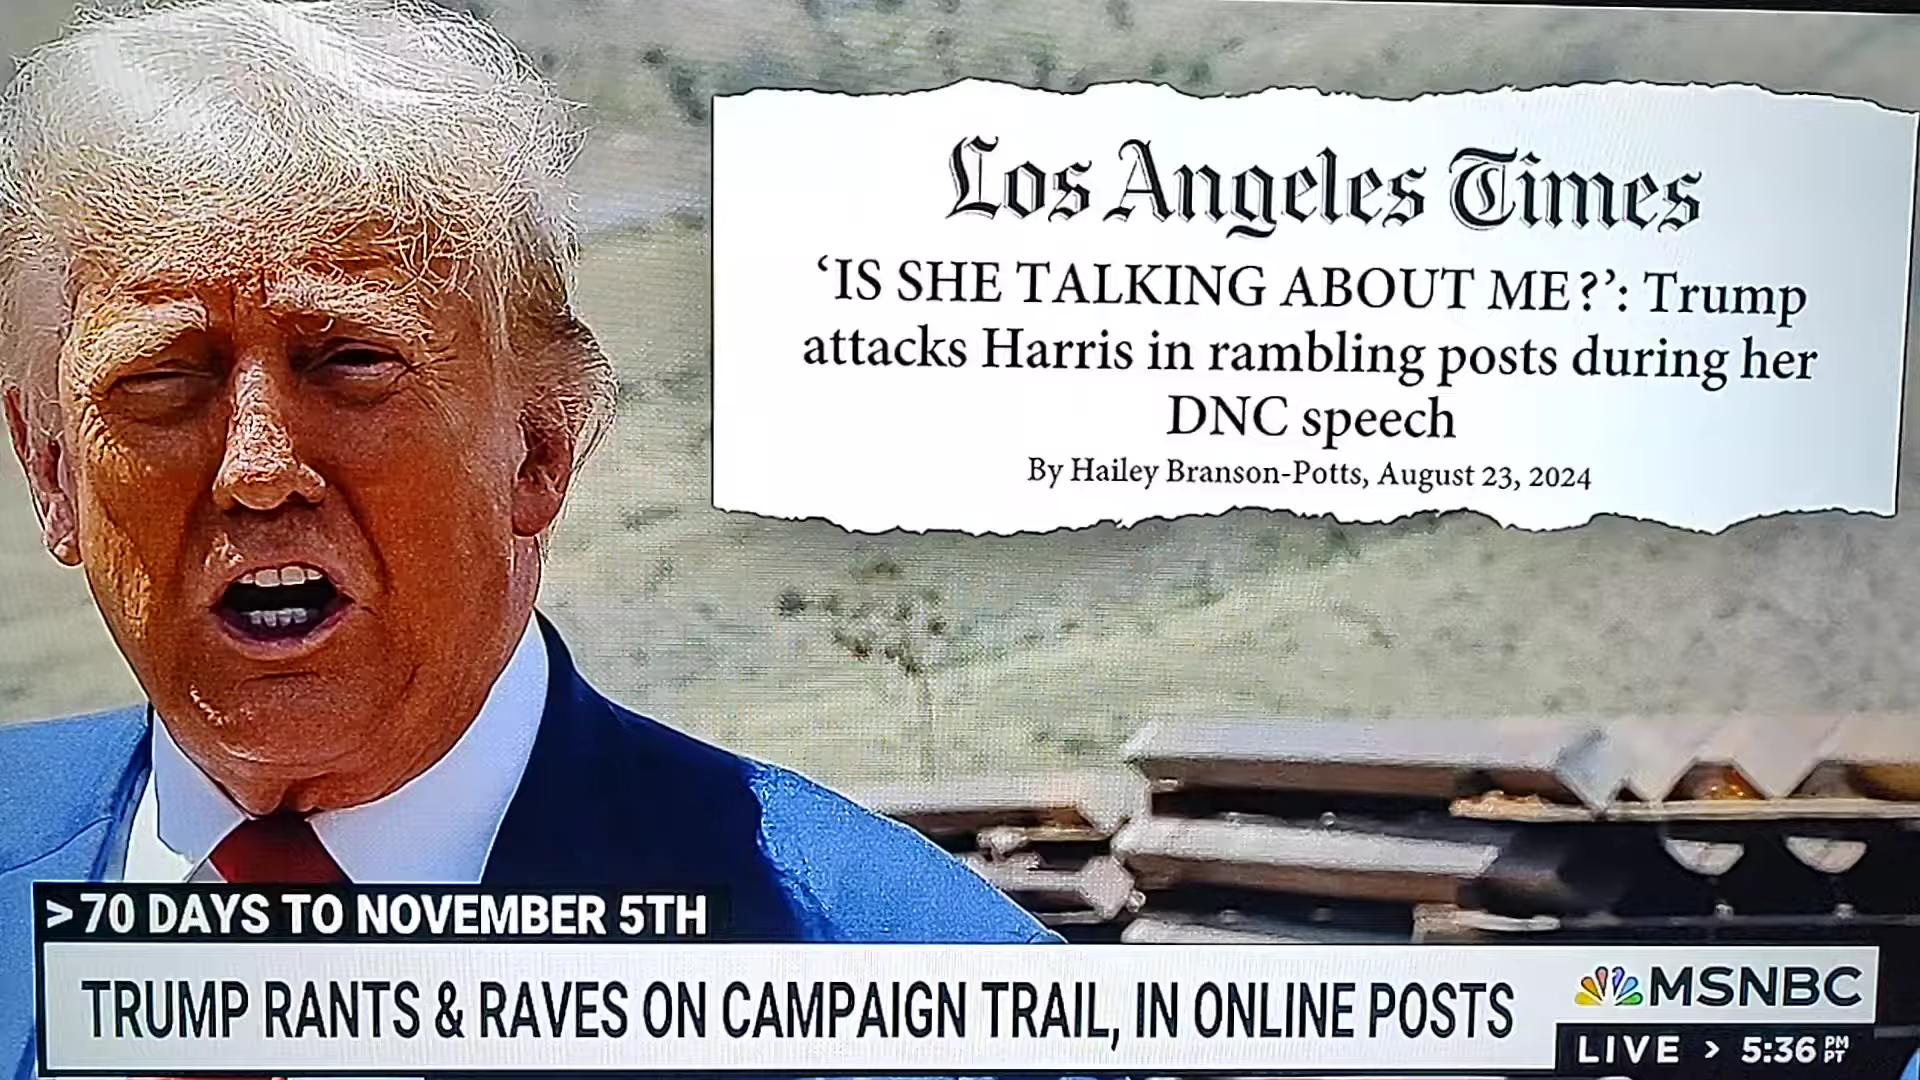 Los Angeles Times
‘IS SHE TALKING ABOUT ME?’: Trump
attacks Harris in rambling posts during her
DNC speech
By Hailey Branson-Potts, August 23, 2024
>70 DAYS TO NOVEMBER 5TH
TRUMP RANTS & RAVES ON CAMPAIGN TRAIL, IN ONLINE POSTS
MSNBC
LIVE > 5:36 PM PT